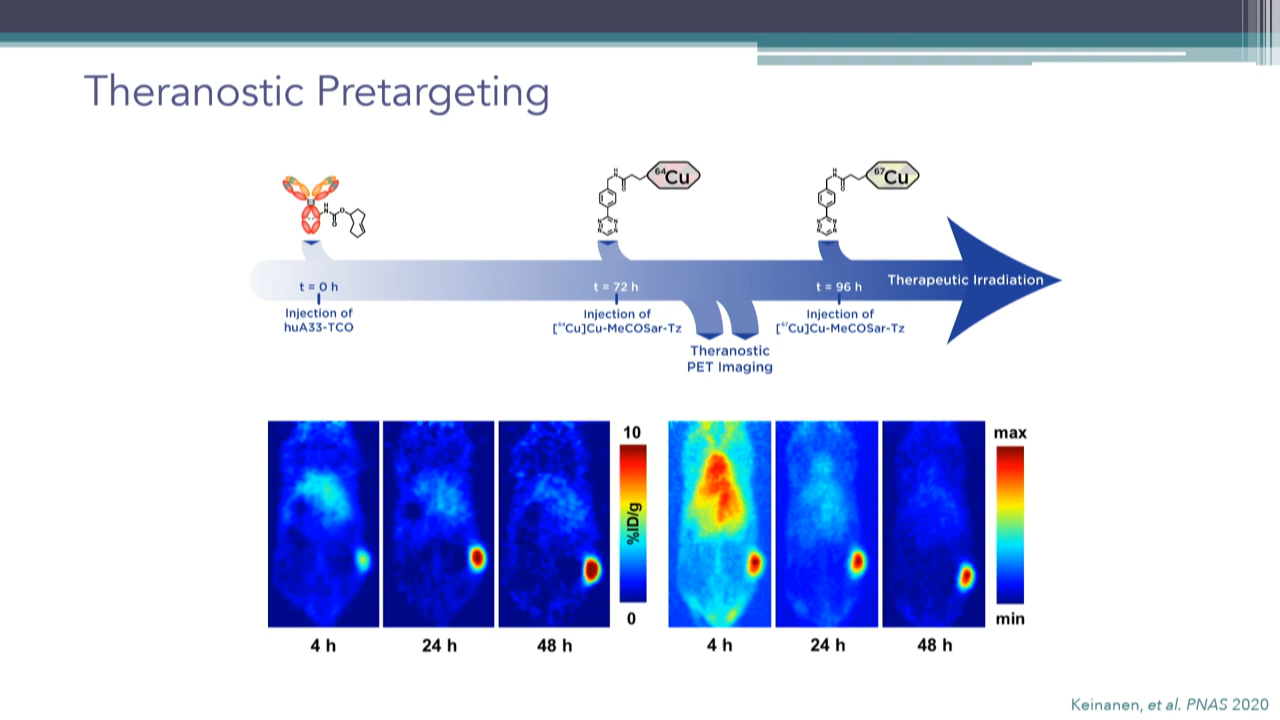 Theranostic Pretargeting
⁶⁴Cu
⁶⁷Cu
t = 0 h
t = 72 h
t = 96 h
Therapeutic Irradiation
Injection of
huA33-TCO
Injection of
[⁶⁴Cu]Cu-MeCOSar-Tz
Injection of
[⁶⁷Cu]Cu-MeCOSar-Tz
Theranostic
PET Imaging
10
%ID/g
0
max
min
4 h
24 h
48 h
4 h
24 h
48 h
Keinanen, et al. PNAS 2020